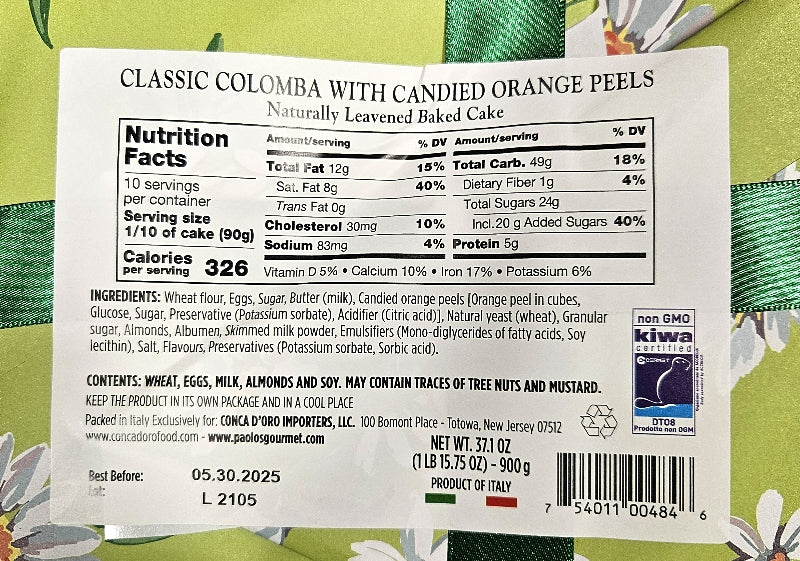 CLASSIC COLOMBA WITH CANDIED ORANGE PEELS
Naturally Leavened Baked Cake
Nutrition
Facts
10 servings
per container
Serving size
1/10 of cake (90g)
Calories
per serving 326
Amount/serving % DV
Total Fat 12g 15%
Sat. Fat 8g 40%
Trans Fat 0g
Cholesterol 30mg 10%
Sodium 83mg 4%
Amount/serving % DV
Total Carb. 49g 18%
Dietary Fiber 1g 4%
Total Sugars 24g
Incl.20 g Added Sugars 40%
Protein 5g
Vitamin D 5% • Calcium 10% • Iron 17% • Potassium 6%
INGREDIENTS: Wheat flour, Eggs, Sugar, Butter (milk), Candied orange peels [Orange peel in cubes,
Glucose, Sugar, Preservative (Potassium sorbate), Acidifier (Citric acid)], Natural yeast (wheat), Granular
sugar, Almonds, Albumen, Skimmed milk powder, Emulsifiers (Mono-diglycerides of fatty acids, Soy
lecithin), Salt, Flavours, Preservatives (Potassium sorbate, Sorbic acid).
CONTENTS: WHEAT, EGGS, MILK, ALMONDS AND SOY. MAY CONTAIN TRACES OF TREE NUTS AND MUSTARD.
KEEP THE PRODUCT IN ITS OWN PACKAGE AND IN A COOL PLACE
Packed in Italy Exclusively for: CONCA D'ORO IMPORTERS, LLC. 100 Bomont Place - Totowa, New Jersey 07512
www.concadorofood.com - www.paolosgourmet.com
NET WT. 37.1 OZ
(1 LB 15.75 OZ) - 900 g
PRODUCT OF ITALY
Best Before: 05.30.2025
Lot: L 2105
non GMO
kiwa
certified
CERMET
DT08
Prodotto non OGM
7 54011 00484 6